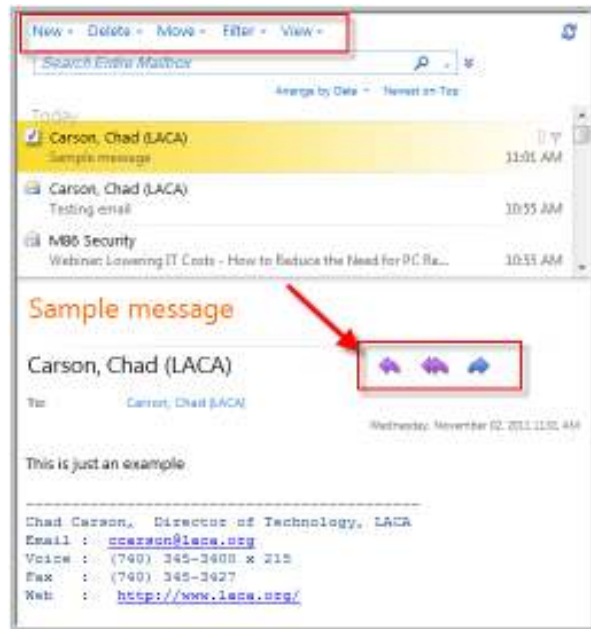 New Delete Move Filter View
Search Entire Mailbox
Arrange by Date Newest on Top
Today
Carson, Chad (LACA)
Sample message 11:01 AM
Carson, Chad (LACA)
Testing email 10:55 AM
M86 Security
Webinar: Lowering IT Costs - How to Reduce the Need for PC Re... 10:55 AM
Sample message
Carson, Chad (LACA)
To: Carson, Chad (LACA)
Wednesday, November 02, 2011 11:01 AM
This is just an example
Chad Carson, Director of Technology, LACA
Email : ccarson@laca.org
Voice : (740) 345-3400 x 215
Fax : (740) 345-3427
Web : http://www.laca.org/